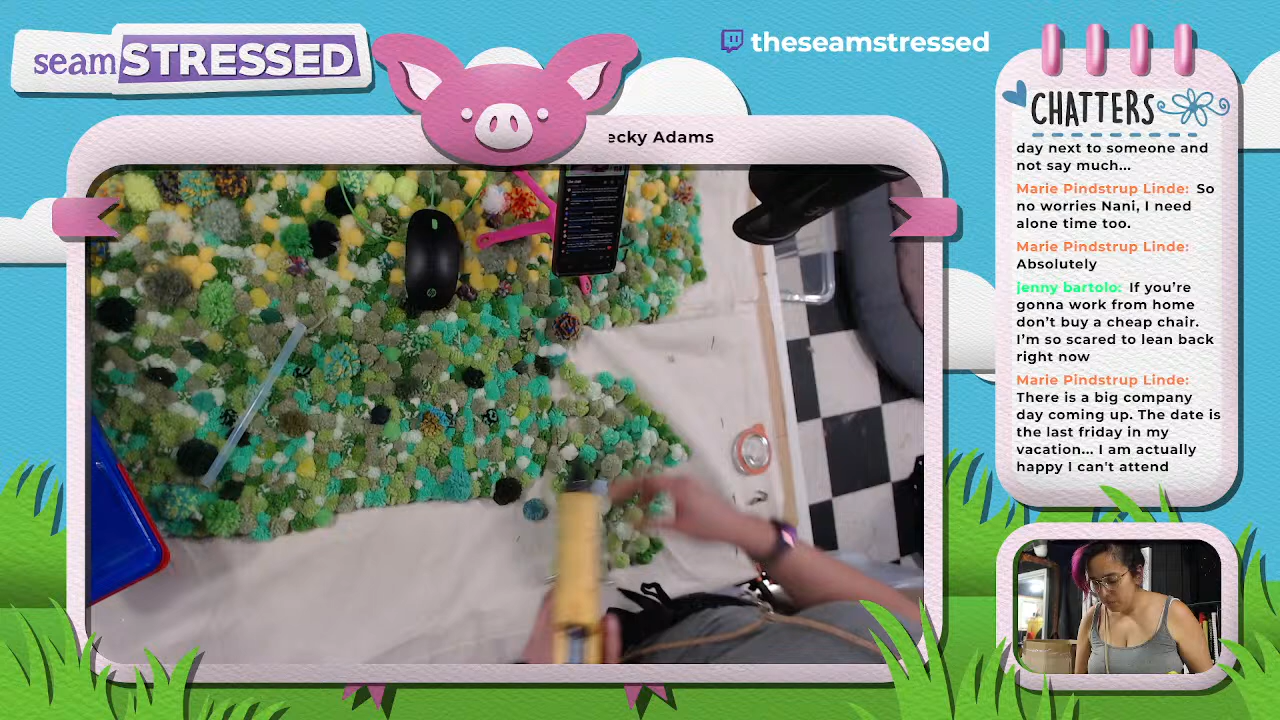 seamSTRESSED
theseamstressed
ecky Adams
CHATTERS
day next to someone and
not say much...
Marie Pindstrup Linde: So
no worries Nani, I need
alone time too.
Marie Pindstrup Linde:
Absolutely
jenny bartolo: If you’re
gonna work from home
don’t buy a cheap chair.
I’m so scared to lean back
right now
Marie Pindstrup Linde:
There is a big company
day coming up. The date is
the last friday in my
vacation... I am actually
happy I can't attend